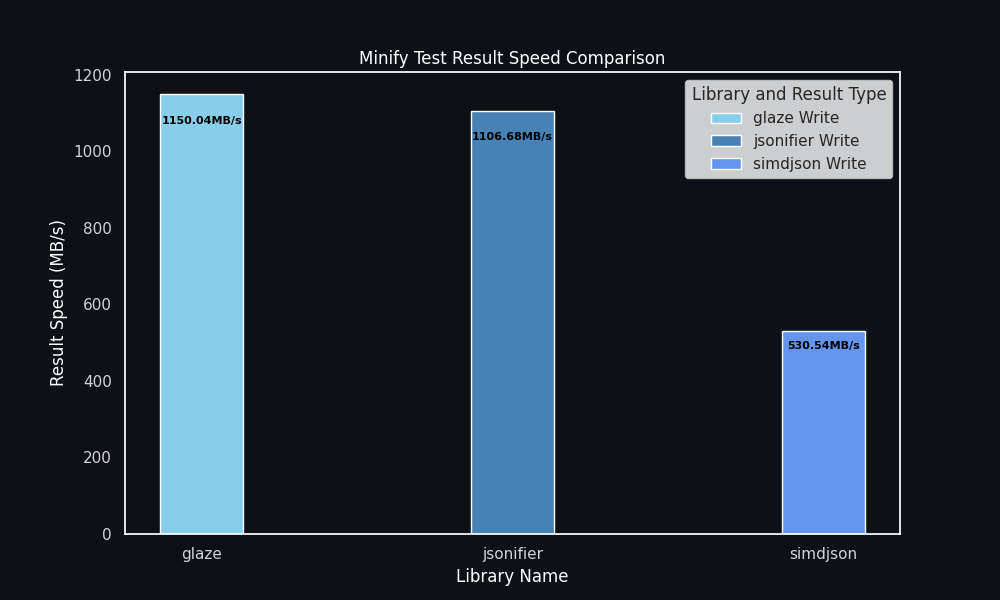 Minify Test Result Speed Comparison
1200
1000
800
600
400
200
0
Result Speed (MB/s)
1150.04MB/s
1106.68MB/s
530.54MB/s
Library and Result Type
glaze Write
jsonifier Write
simdjson Write
glaze
jsonifier
simdjson
Library Name